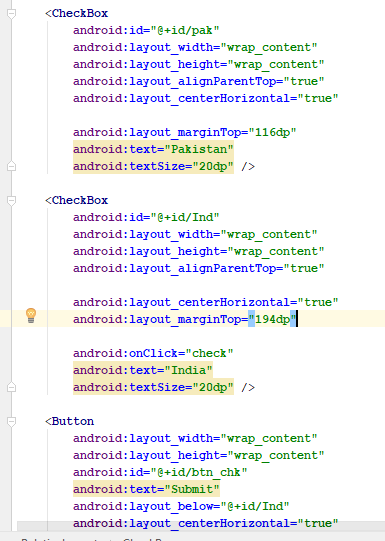 <CheckBox
android:id="@+id/pak"
android:layout_width="wrap_content"
android:layout_height="wrap_content"
android:layout_alignParentTop="true"
android:layout_centerHorizontal="true"
android:layout_marginTop="116dp"
android:text="Pakistan"
android:textSize="20dp" />
<CheckBox
android:id="@+id/Ind"
android:layout_width="wrap_content"
android:layout_height="wrap_content"
android:layout_alignParentTop="true"
android:layout_centerHorizontal="true"
android:layout_marginTop="194dp"
android:onClick="check"
android:text="India"
android:textSize="20dp" />
<Button
android:layout_width="wrap_content"
android:layout_height="wrap_content"
android:id="@+id/btn_chk"
android:text="Submit"
android:layout_below="@+id/Ind"
android:layout_centerHorizontal="true"